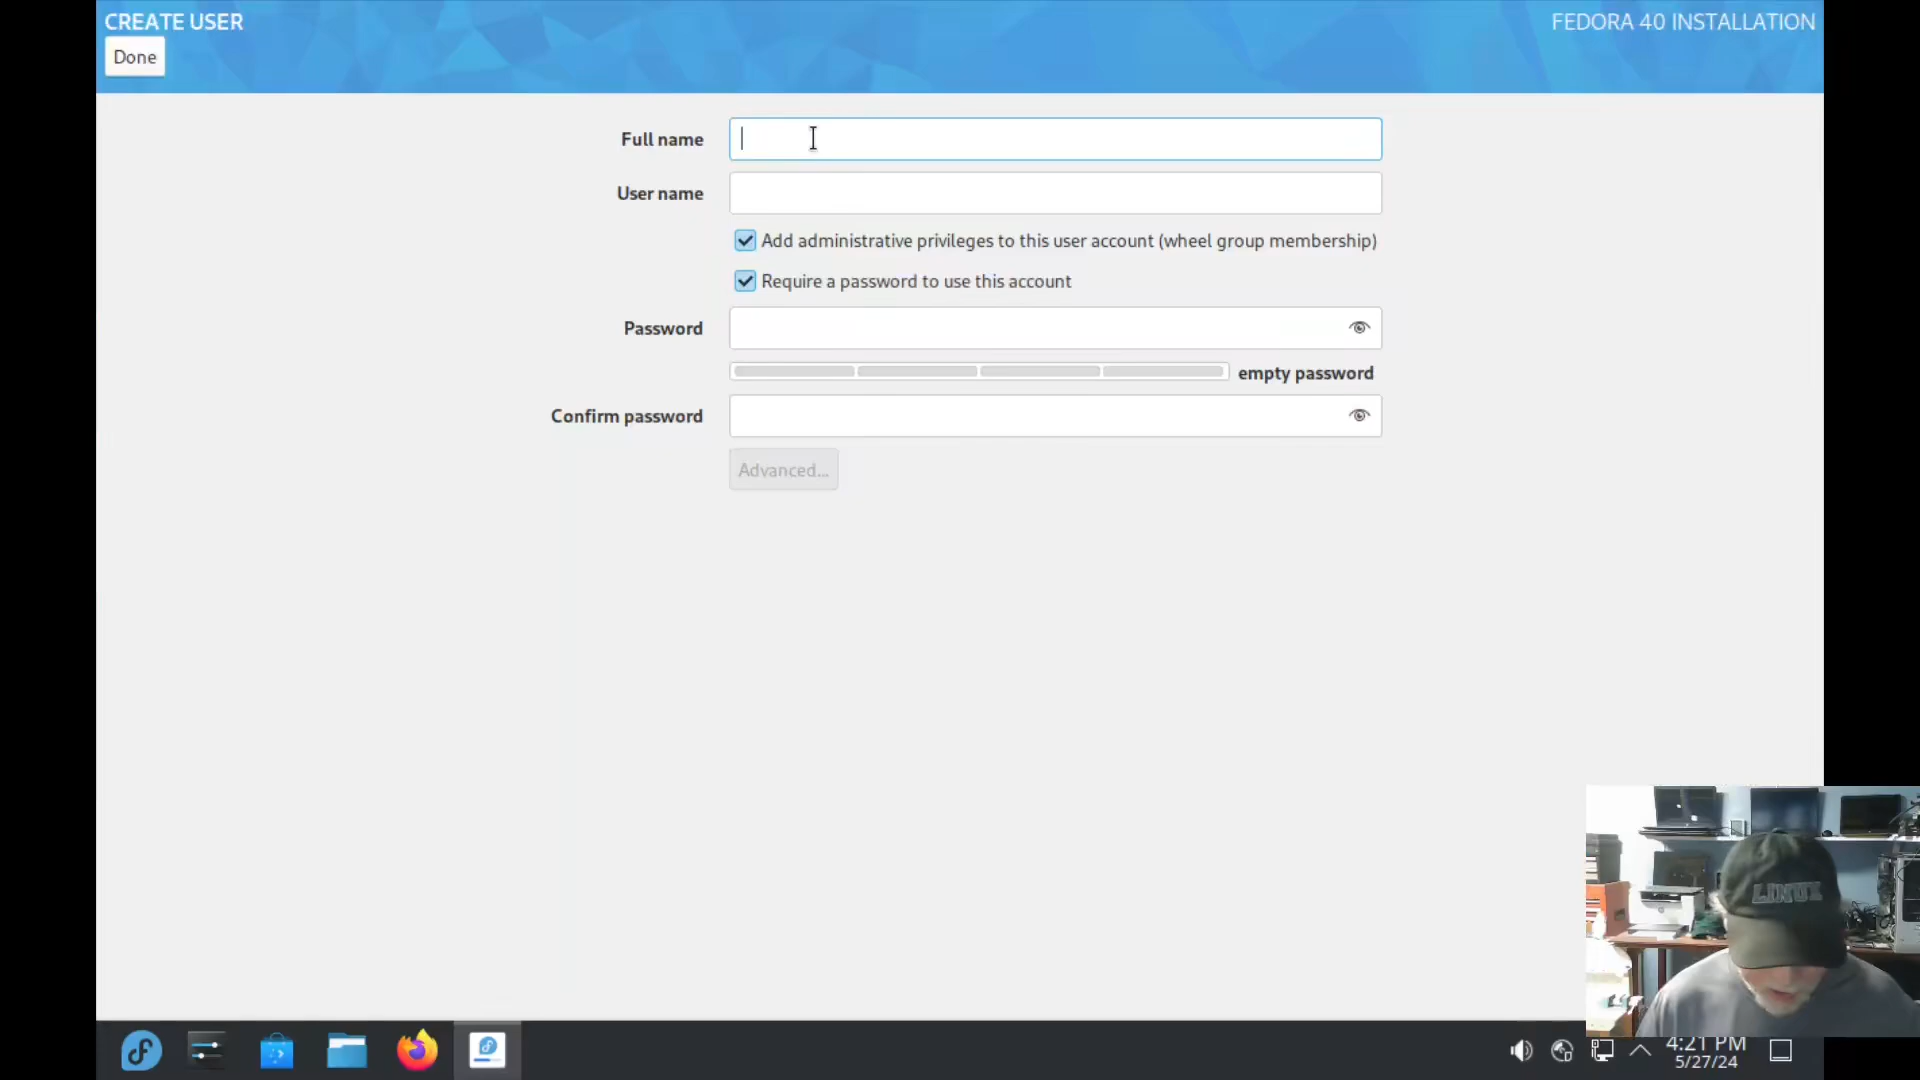 CREATE USER
FEDORA 40 INSTALLATION
Done
Full name
User name
Add administrative privileges to this user account (wheel group membership)
Require a password to use this account
Password
empty password
Confirm password
Advanced...
LINUX
4:21 PM
5/27/24